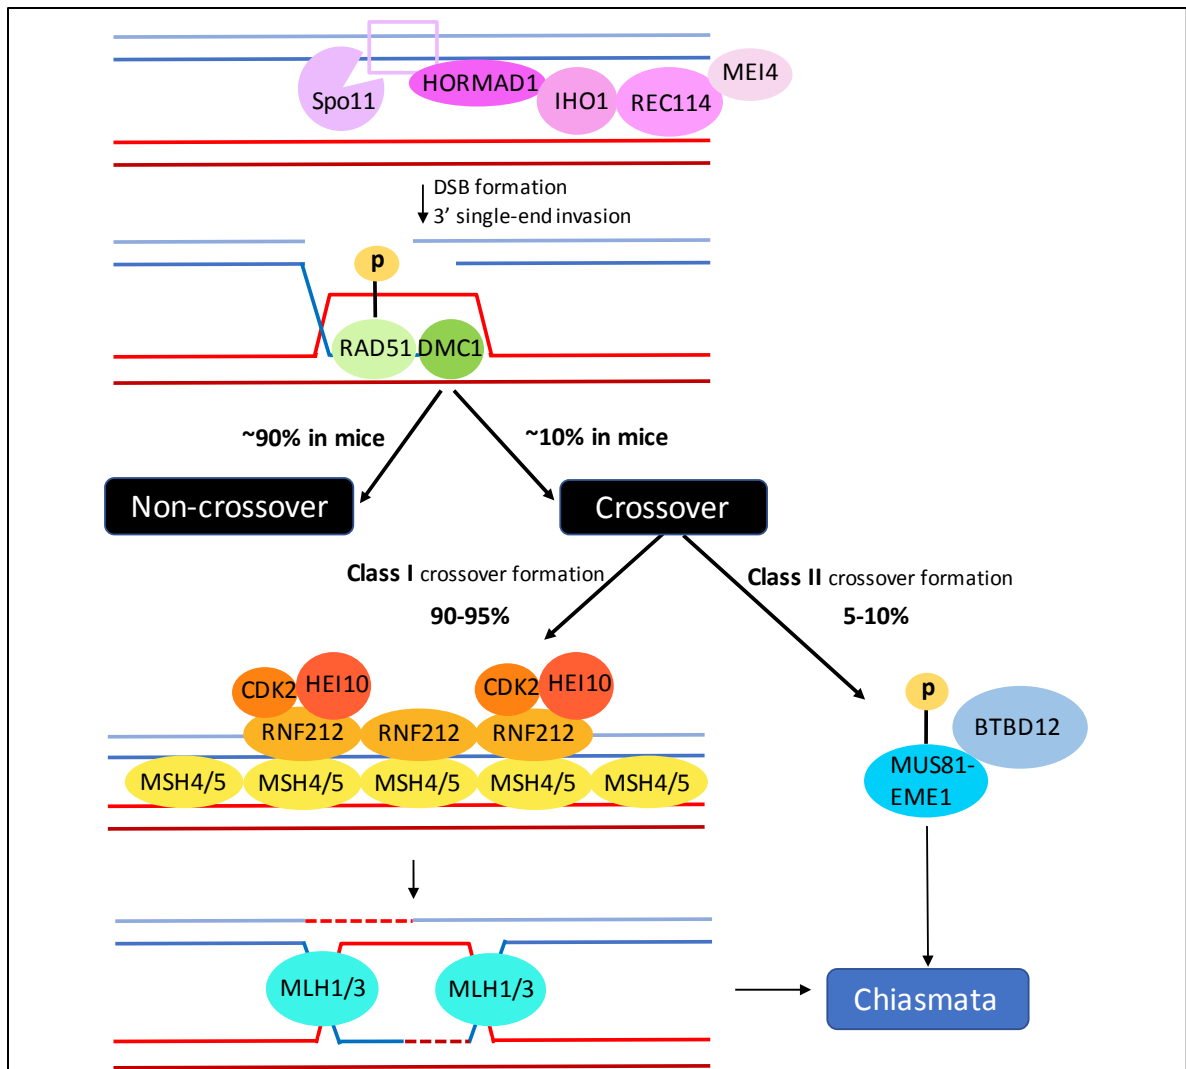 Spo11
HORMAD1
IHO1
REC114
MEI4
DSB formation
3’ single-end invasion
p
RAD51
DMC1
~90% in mice
~10% in mice
Non-crossover
Crossover
Class I crossover formation
90-95%
Class II crossover formation
5-10%
CDK2
HEI10
CDK2
HEI10
RNF212
RNF212
RNF212
MSH4/5
MSH4/5
MSH4/5
MSH4/5
MSH4/5
p
BTBD12
MUS81-
EME1
MLH1/3
MLH1/3
Chiasmata